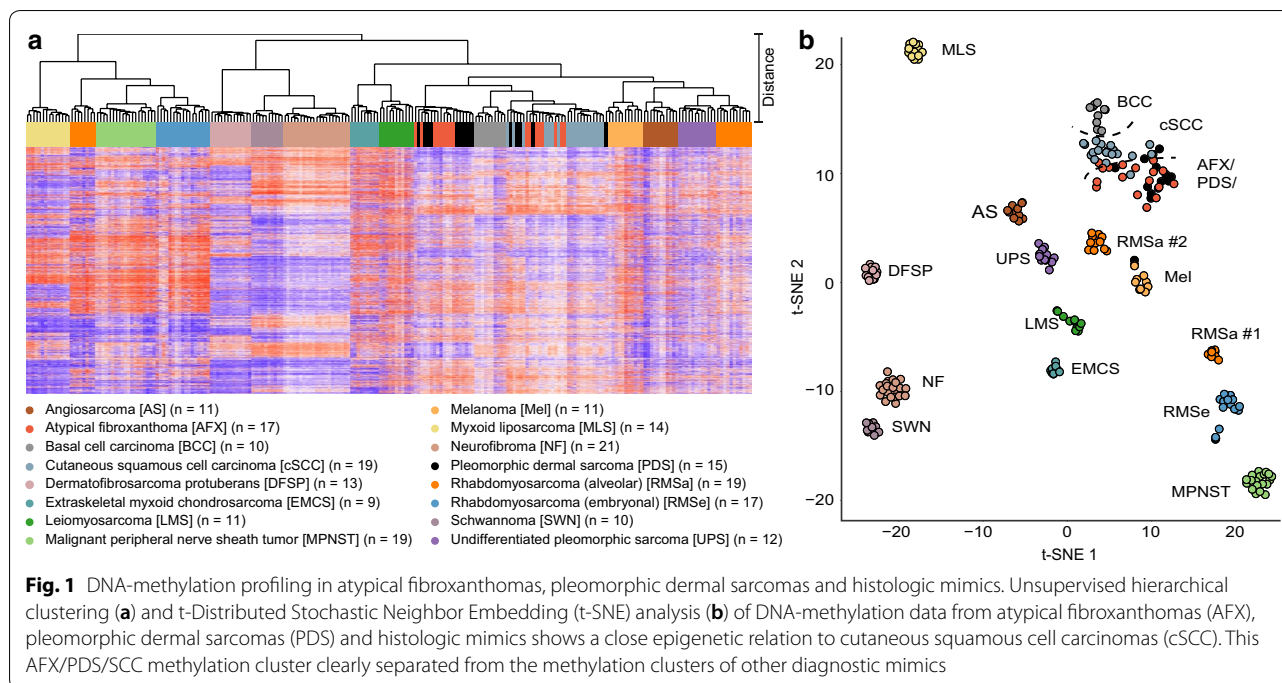 a
Distance
Angiosarcoma [AS] (n = 11)
Atypical fibroxanthoma [AFX] (n = 17)
Basal cell carcinoma [BCC] (n = 10)
Cutaneous squamous cell carcinoma [cSCC] (n = 19)
Dermatofibrosarcoma protuberans [DFSP] (n = 13)
Extraskeletal myxoid chondrosarcoma [EMCS] (n = 9)
Leiomyosarcoma [LMS] (n = 11)
Malignant peripheral nerve sheath tumor [MPNST] (n = 19)
Melanoma [Mel] (n = 11)
Myxoid liposarcoma [MLS] (n = 14)
Neurofibroma [NF] (n = 21)
Pleomorphic dermal sarcoma [PDS] (n = 15)
Rhabdomyosarcoma (alveolar) [RMSa] (n = 19)
Rhabdomyosarcoma (embryonal) [RMSe] (n = 17)
Schwannoma [SWN] (n = 10)
Undifferentiated pleomorphic sarcoma [UPS] (n = 12)
b
20
10
0
−10
−20
t-SNE 2
MLS
BCC
cSCC
AFX/
PDS/
AS
RMSa #2
UPS
DFSP
Mel
LMS
RMSa #1
EMCS
NF
RMSe
SWN
MPNST
−20
−10
0
10
20
t-SNE 1
Fig. 1 DNA-methylation profiling in atypical fibroxanthomas, pleomorphic dermal sarcomas and histologic mimics. Unsupervised hierarchical
clustering (a) and t-Distributed Stochastic Neighbor Embedding (t-SNE) analysis (b) of DNA-methylation data from atypical fibroxanthomas (AFX),
pleomorphic dermal sarcomas (PDS) and histologic mimics shows a close epigenetic relation to cutaneous squamous cell carcinomas (cSCC). This
AFX/PDS/SCC methylation cluster clearly separated from the methylation clusters of other diagnostic mimics